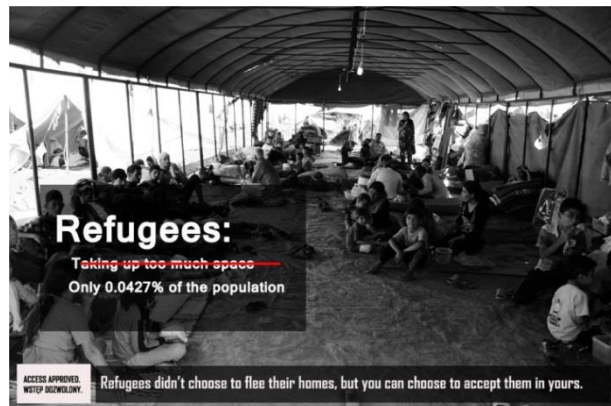 Refugees:
Taking up too much space
Only 0.0427% of the population
ACCESS APPROVED.
WSTĘP DOZWOLONY.
Refugees didn't choose to flee their homes, but you can choose to accept them in yours.